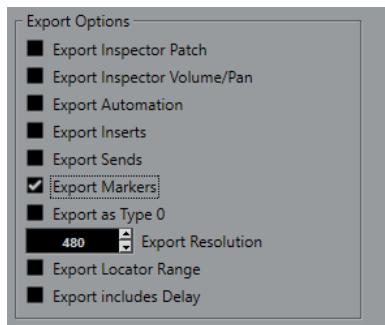 Export Options
Export Inspector Patch
Export Inspector Volume/Pan
Export Automation
Export Inserts
Export Sends
Export Markers
Export as Type 0
480 Export Resolution
Export Locator Range
Export includes Delay